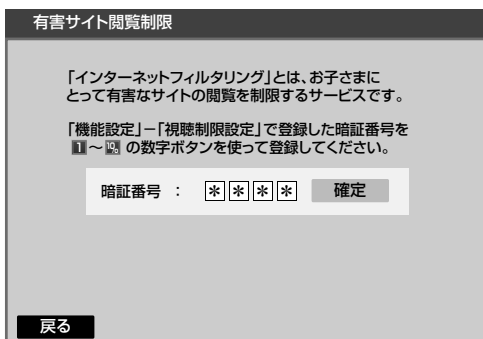 有害サイト閲覧制限
「インターネットフィルタリング」とは、お子さまに
とって有害なサイトの閲覧を制限するサービスです。
「機能設定」－「視聴制限設定」で登録した暗証番号を
1～10 の数字ボタンを使って登録してください。
暗証番号 ： ＊＊＊＊ 確定
戻る